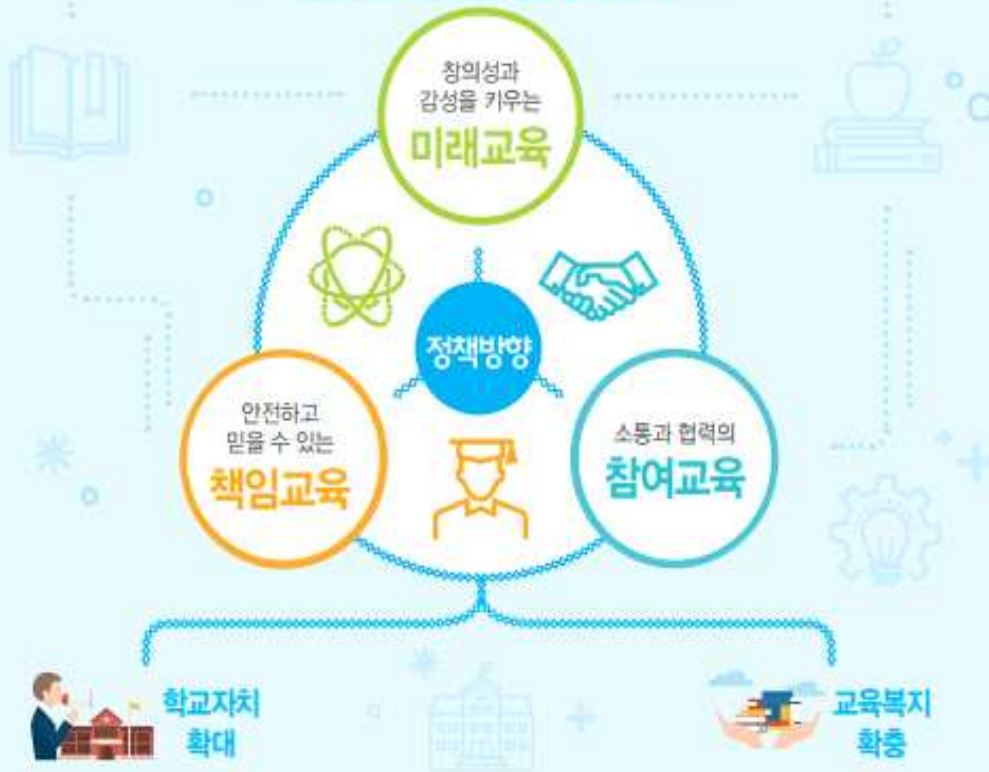 창의성과
감성을 키우는
미래교육
정책방향
안전하고
믿을 수 있는
책임교육
소통과 협력의
참여교육
학교자치
확대
교육복지
확충